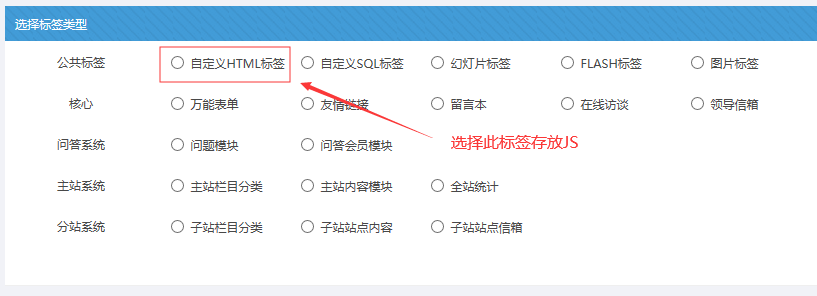 选择标签类型
公共标签 自定义HTML标签 自定义SQL标签 幻灯片标签 FLASH标签 图片标签
核心 万能表单 友情链接 留言本 在线访谈 领导信箱
问答系统 问题模块 问答会员模块
选择此标签存放JS
主站系统 主站栏目分类 主站内容模块 全站统计
分站系统 子站栏目分类 子站站点内容 子站站点信箱